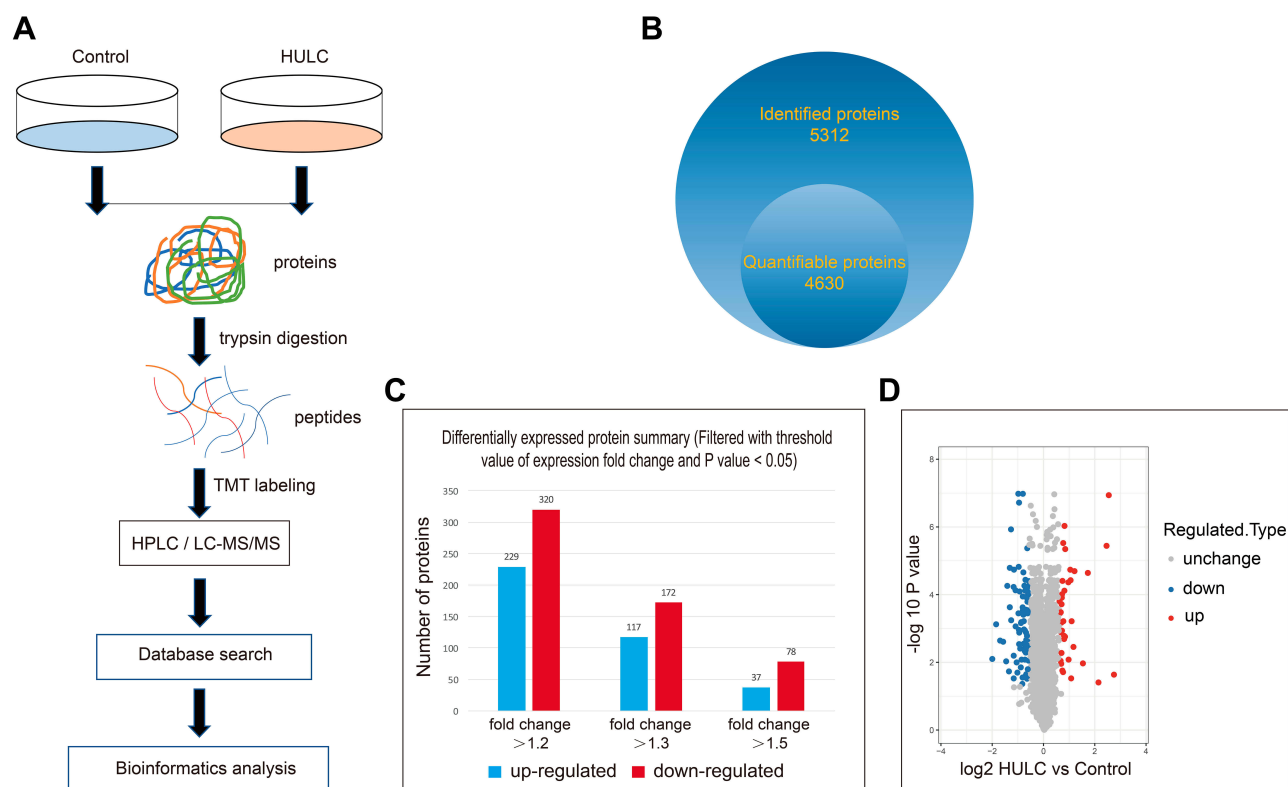 A
Control
HULC
proteins
trypsin digestion
peptides
TMT labeling
HPLC / LC-MS/MS
Database search
Bioinformatics analysis
B
Identified proteins
5312
Quantifiable proteins
4630
C
Differentially expressed protein summary (Filtered with threshold
value of expression fold change and P value < 0.05)
Number of proteins
350
300
250
200
150
100
50
0
229
320
117
172
37
78
fold change
>1.2
fold change
>1.3
fold change
>1.5
up-regulated
down-regulated
D
-log 10 P value
8
6
4
2
0
−4
−2
0
2
4
log2 HULC vs Control
Regulated.Type
unchange
down
up